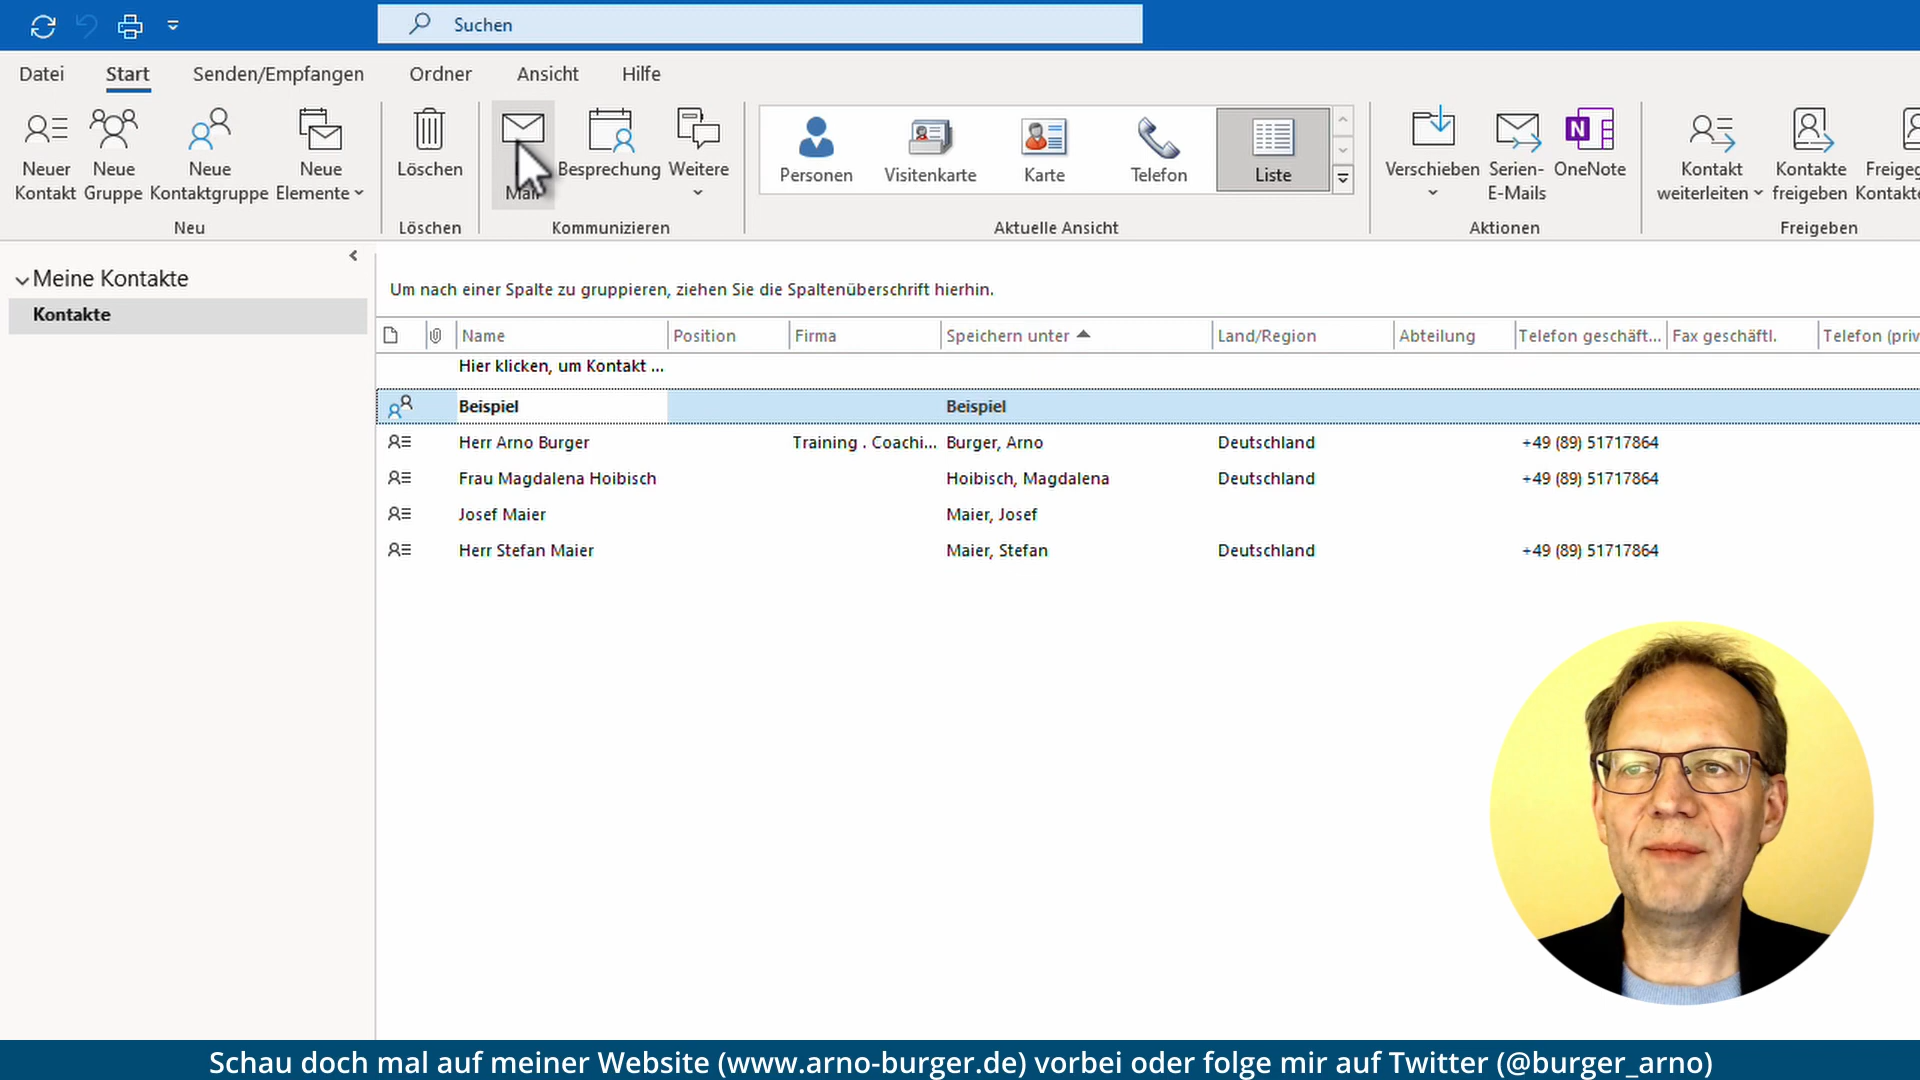 Suchen
Datei Start Senden/Empfangen Ordner Ansicht Hilfe
Neuer Kontakt
Neue Gruppe
Neue Kontaktgruppe
Neue Elemente
Neu
Löschen
Löschen
Besprechung
Weitere
Kommunizieren
Personen
Visitenkarte
Karte
Telefon
Liste
Aktuelle Ansicht
Verschieben
Serien-
E-Mails
OneNote
Aktionen
Kontakt
weiterleiten
Kontakte
freigeben
Freigeben
Meine Kontakte
Kontakte
Um nach einer Spalte zu gruppieren, ziehen Sie die Spaltenüberschrift hierhin.
Name Position Firma Speichern unter Land/Region Abteilung Telefon geschäft... Fax geschäftl. Telefon (priv
Hier klicken, um Kontakt ...
Beispiel Beispiel
Herr Arno Burger Training . Coachi... Burger, Arno Deutschland +49 (89) 51717864
Frau Magdalena Hoibisch Hoibisch, Magdalena Deutschland +49 (89) 51717864
Josef Maier Maier, Josef
Herr Stefan Maier Maier, Stefan Deutschland +49 (89) 51717864
Schau doch mal auf meiner Website (www.arno-burger.de) vorbei oder folge mir auf Twitter (@burger_arno)